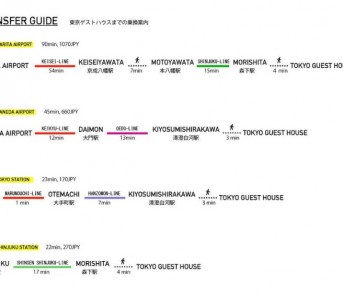 NSFER GUIDE 東京ゲストハウスまでの乗換案内
ARITA AIRPORT 90min, 1070JPY
AIRPORT KEISEI-LINE 54min KEISEIYAWATA 京成八幡駅 7min MOTOYAWATA 本八幡駅 SHINJUKU-LINE 15min MORISHITA 森下駅 4 min TOKYO GUEST HOUSE
ANEDA AIRPORT 45min, 660JPY
A AIRPORT KEIKYU-LINE 12min DAIMON 大門駅 OEDO-LINE 13min KIYOSUMISHIRAKAWA 清澄白河駅 3 min TOKYO GUEST HOUSE
OKYO STATION 23min, 170JPY
MARUNOUCHI-LINE 1 min OTEMACHI 大手町駅 HANZOMON-LINE 7min KIYOSUMISHIRAKAWA 清澄白河駅 3 min TOKYO GUEST HOUSE
HINJUKU STATION 22min, 270JPY
KU SHINJUKU-LINE 17 min MORISHITA 森下駅 4 min TOKYO GUEST HOUSE